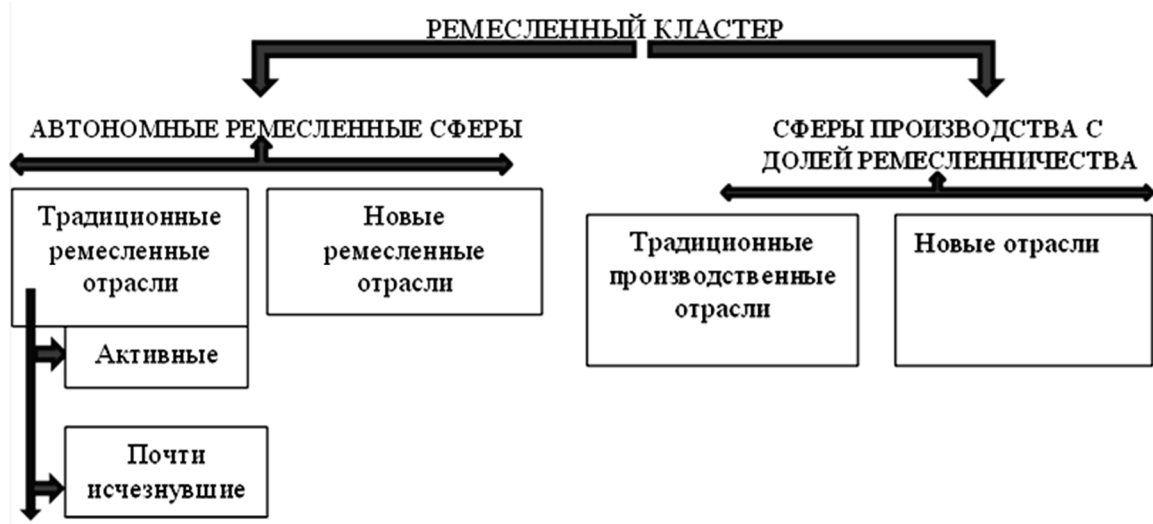 РЕМЕСЛЕННЫЙ КЛАСТЕР
АВТОНОМНЫЕ РЕМЕСЛЕННЫЕ СФЕРЫ
Традиционные
ремесленные
отрасли
Новые
ремесленные
отрасли
Активные
Почти
исчезнувшие
СФЕРЫ ПРОИЗВОДСТВА С
ДОЛЕЙ РЕМЕСЛЕННИЧЕСТВА
Традиционные
производственные
отрасли
Новые отрасли